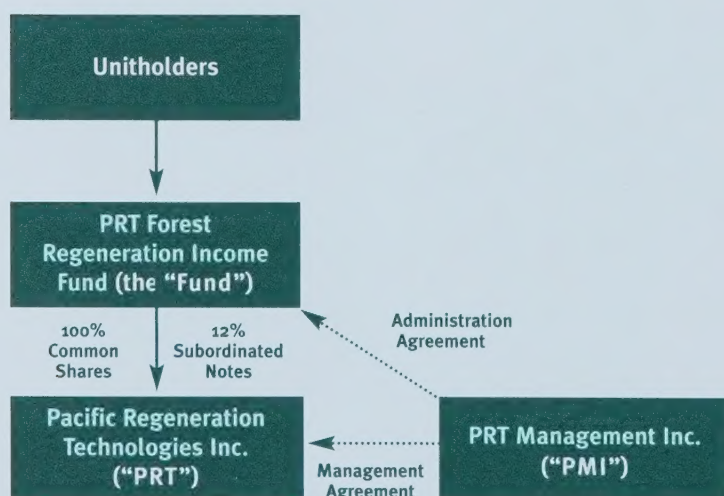 Unitholders
PRT Forest
Regeneration Income
Fund (the “Fund”)
100%
Common
Shares
12%
Subordinated
Notes
Administration
Agreement
Pacific Regeneration
Technologies Inc.
(“PRT”)
Management
Agreement
PRT Management Inc.
(“PMI”)